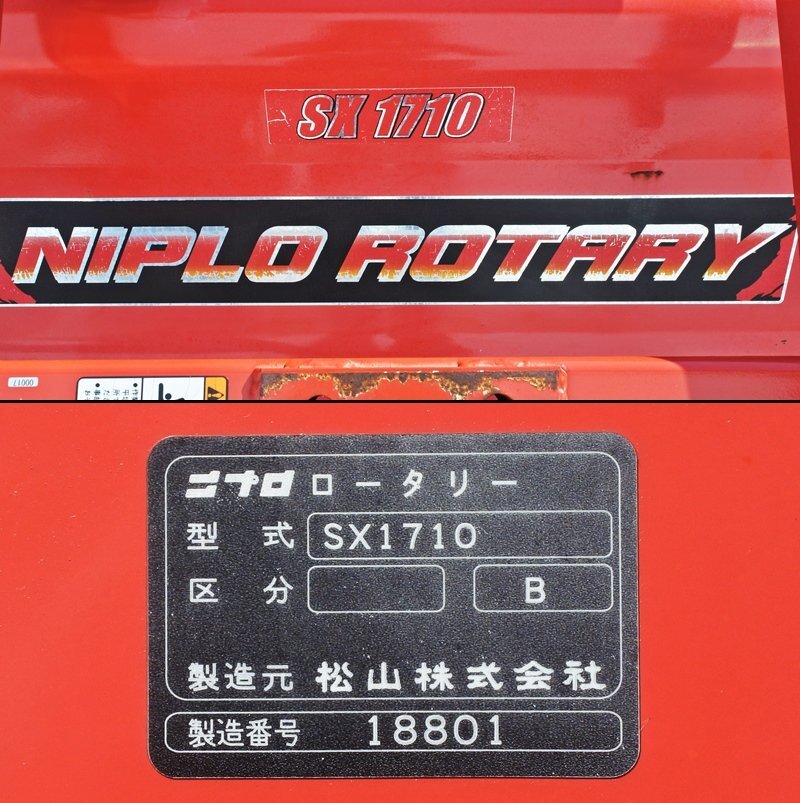 SX 1710
NIPLO ROTARY
00017
ニプロ ロータリー
型式 SX1710
区分 B
製造元 松山株式会社
製造番号 18801